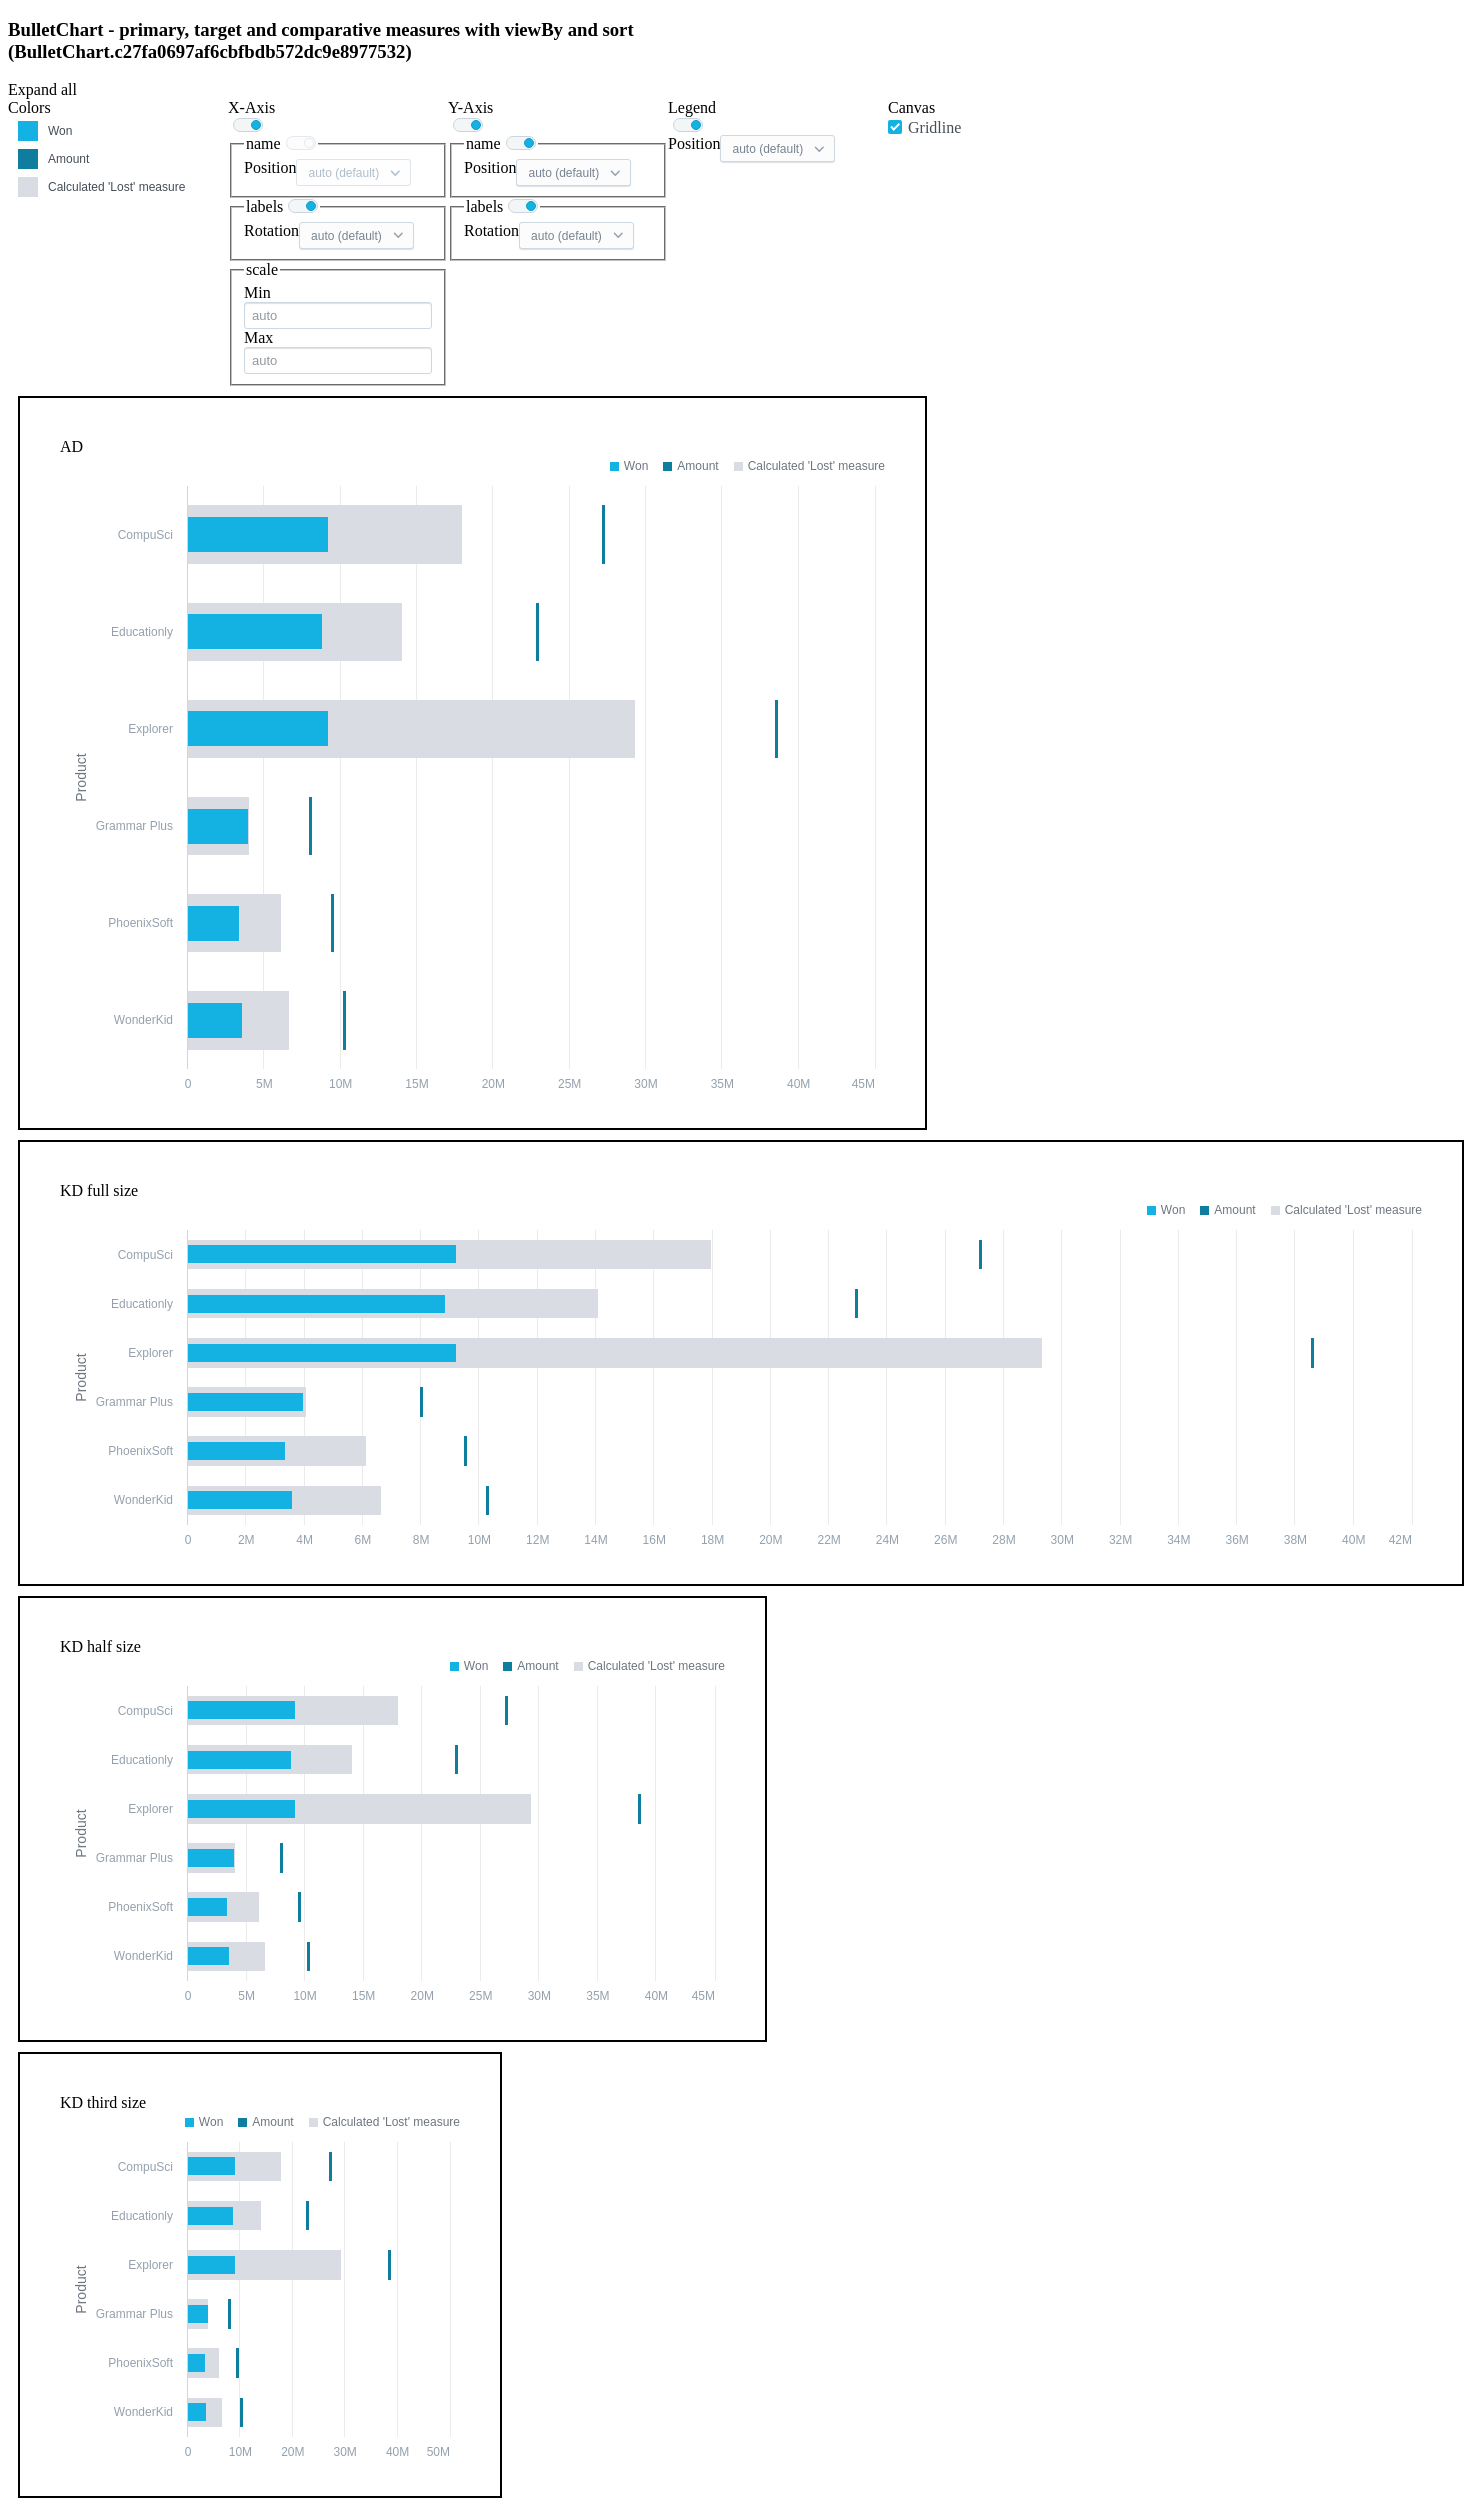 BulletChart - primary, target and comparative measures with viewBy and sort
(BulletChart.c27fa0697af6cbfbdb572dc9e8977532)
Expand all
Colors
Won
Amount
Calculated 'Lost' measure
X-Axis
name
Position auto (default)
labels
Rotation auto (default)
scale
Min
auto
Max
auto
Y-Axis
name
Position auto (default)
labels
Rotation auto (default)
Legend
Position auto (default)
Canvas
Gridline
AD
Won Amount Calculated 'Lost' measure
Product
CompuSci
Educationly
Explorer
Grammar Plus
PhoenixSoft
WonderKid
0 5M 10M 15M 20M 25M 30M 35M 40M 45M
KD full size
Won Amount Calculated 'Lost' measure
Product
CompuSci
Educationly
Explorer
Grammar Plus
PhoenixSoft
WonderKid
0 2M 4M 6M 8M 10M 12M 14M 16M 18M 20M 22M 24M 26M 28M 30M 32M 34M 36M 38M 40M 42M
KD half size
Won Amount Calculated 'Lost' measure
Product
CompuSci
Educationly
Explorer
Grammar Plus
PhoenixSoft
WonderKid
0 5M 10M 15M 20M 25M 30M 35M 40M 45M
KD third size
Won Amount Calculated 'Lost' measure
Product
CompuSci
Educationly
Explorer
Grammar Plus
PhoenixSoft
WonderKid
0 10M 20M 30M 40M 50M